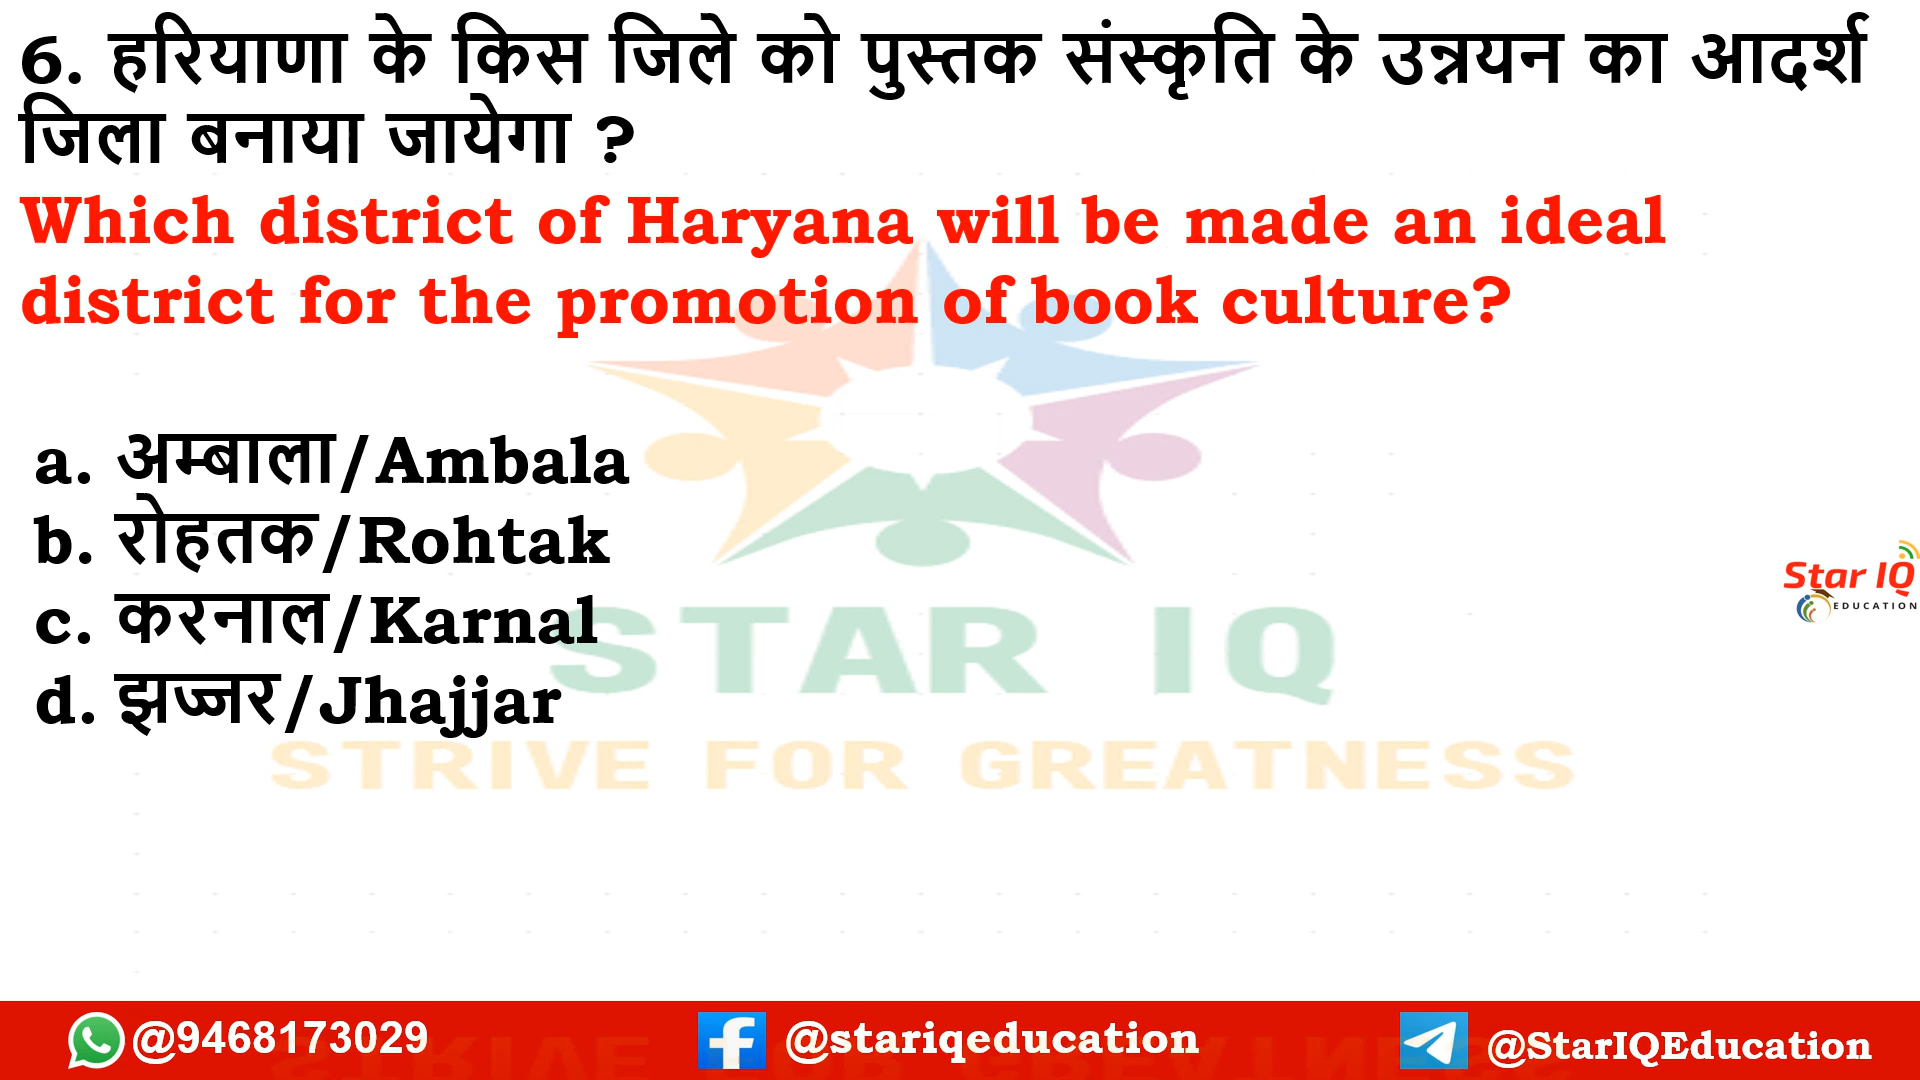 6. हरियाणा के किस जिले को पुस्तक संस्कृति के उन्नयन का आदर्श
जिला बनाया जायेगा ?
Which district of Haryana will be made an ideal
district for the promotion of book culture?
a. अम्बाला/Ambala
b. रोहतक/Rohtak
c. करनाल/Karnal
d. झज्जर/Jhajjar
STAR IQ
STRIVE FOR GREATNESS
Star IQ
EDUCATION
@9468173029
@stariqeducation
@StarIQEducation